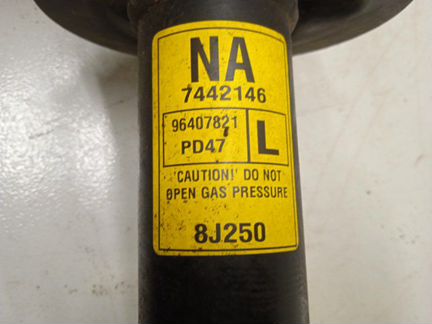 NA
7442146
96407821
PD47
L
'CAUTION!' DO NOT
OPEN GAS PRESSURE
8J250